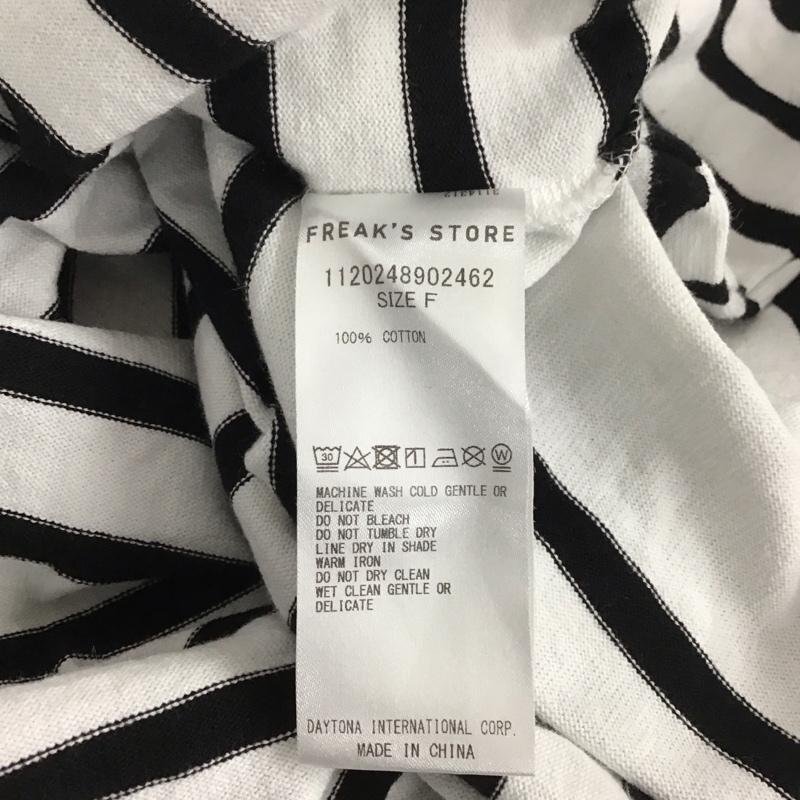 FREAK'S STORE
1120248902462
SIZE F
100% COTTON
30
W
MACHINE WASH COLD GENTLE OR
DELICATE
DO NOT BLEACH
DO NOT TUMBLE DRY
LINE DRY IN SHADE
WARM IRON
DO NOT DRY CLEAN
WET CLEAN GENTLE OR
DELICATE
DAYTONA INTERNATIONAL CORP.
MADE IN CHINA